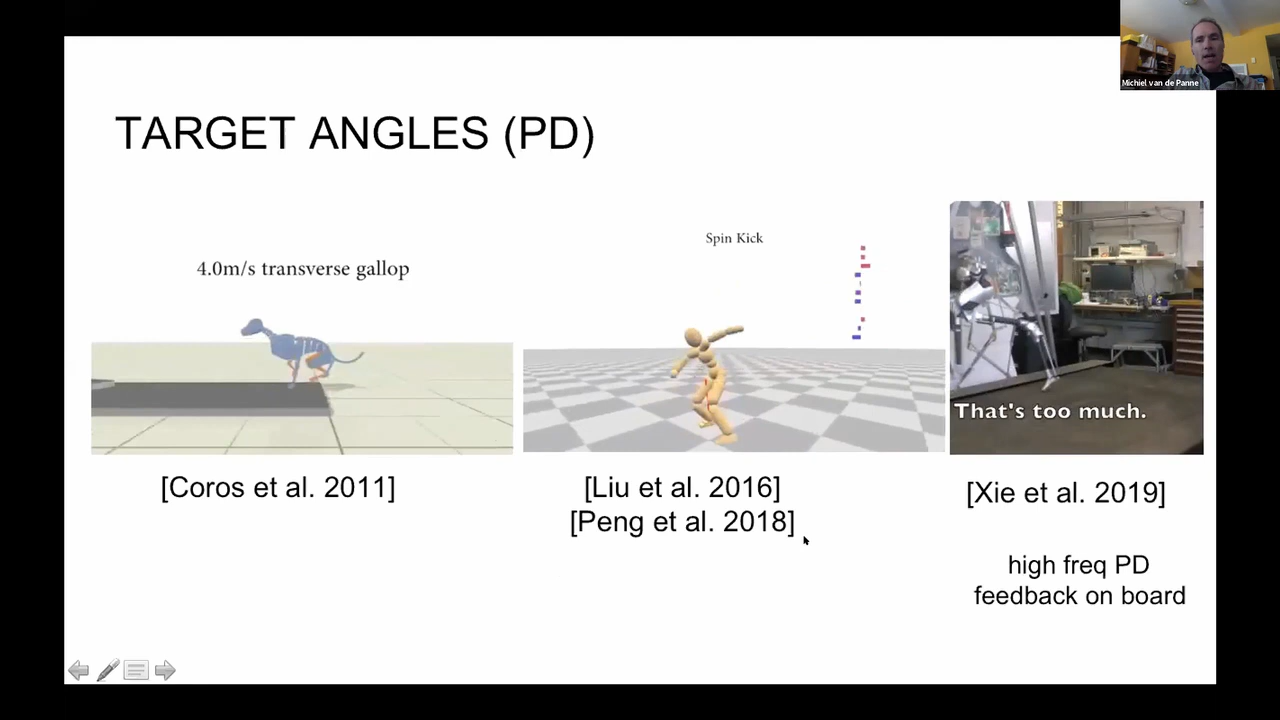 Michiel van de Panne
TARGET ANGLES (PD)
4.0m/s transverse gallop
Spin Kick
That's too much.
[Coros et al. 2011]
[Liu et al. 2016]
[Peng et al. 2018]
[Xie et al. 2019]
high freq PD
feedback on board